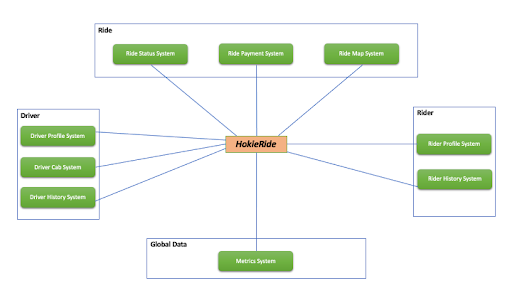 Ride
Ride Status System
Ride Payment System
Ride Map System
Driver
Driver Profile System
Driver Cab System
Driver History System
HokieRide
Rider
Rider Profile System
Rider History System
Global Data
Metrics System